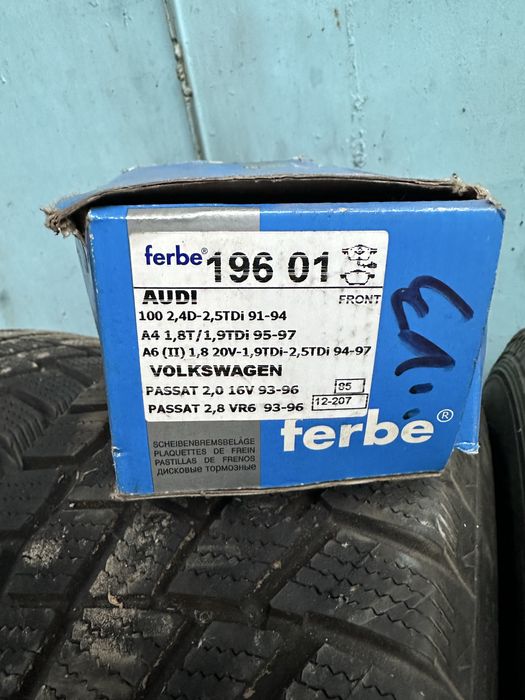 ferbe® 196 01
AUDI FRONT
100 2,4D-2,5TDi 91-94
A4 1,8T/1,9TDi 95-97
A6 (II) 1,8 20V-1,9TDi-2,5TDi 94-97
VOLKSWAGEN
PASSAT 2,0 16V 93-96 85
PASSAT 2,8 VR6 93-96 12-207
ferbe®
SCHEIBENBREMSBELÄGE
PLAQUETTES DE FREIN
PASTILLAS DE FRENOS
дисковые тормозные